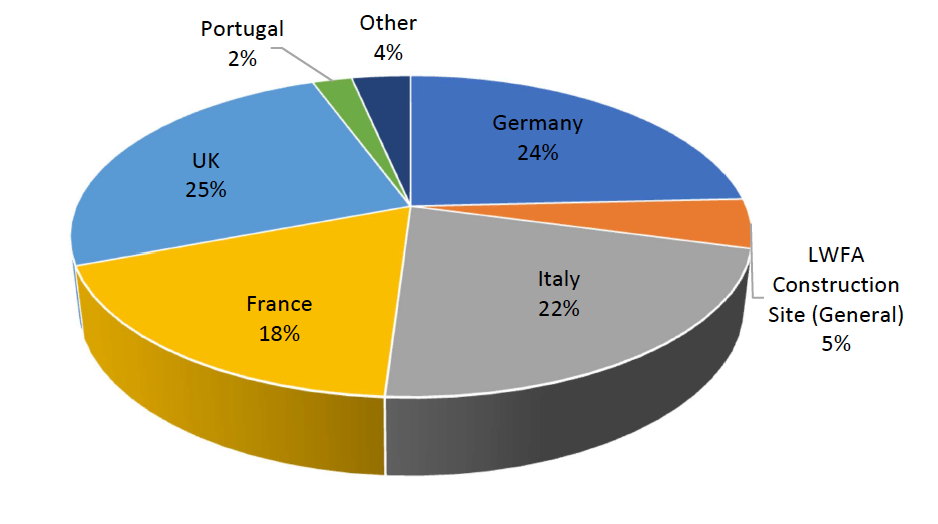 Portugal
2%
Other
4%
Germany
24%
UK
25%
LWFA
Construction
Site (General)
5%
Italy
22%
France
18%